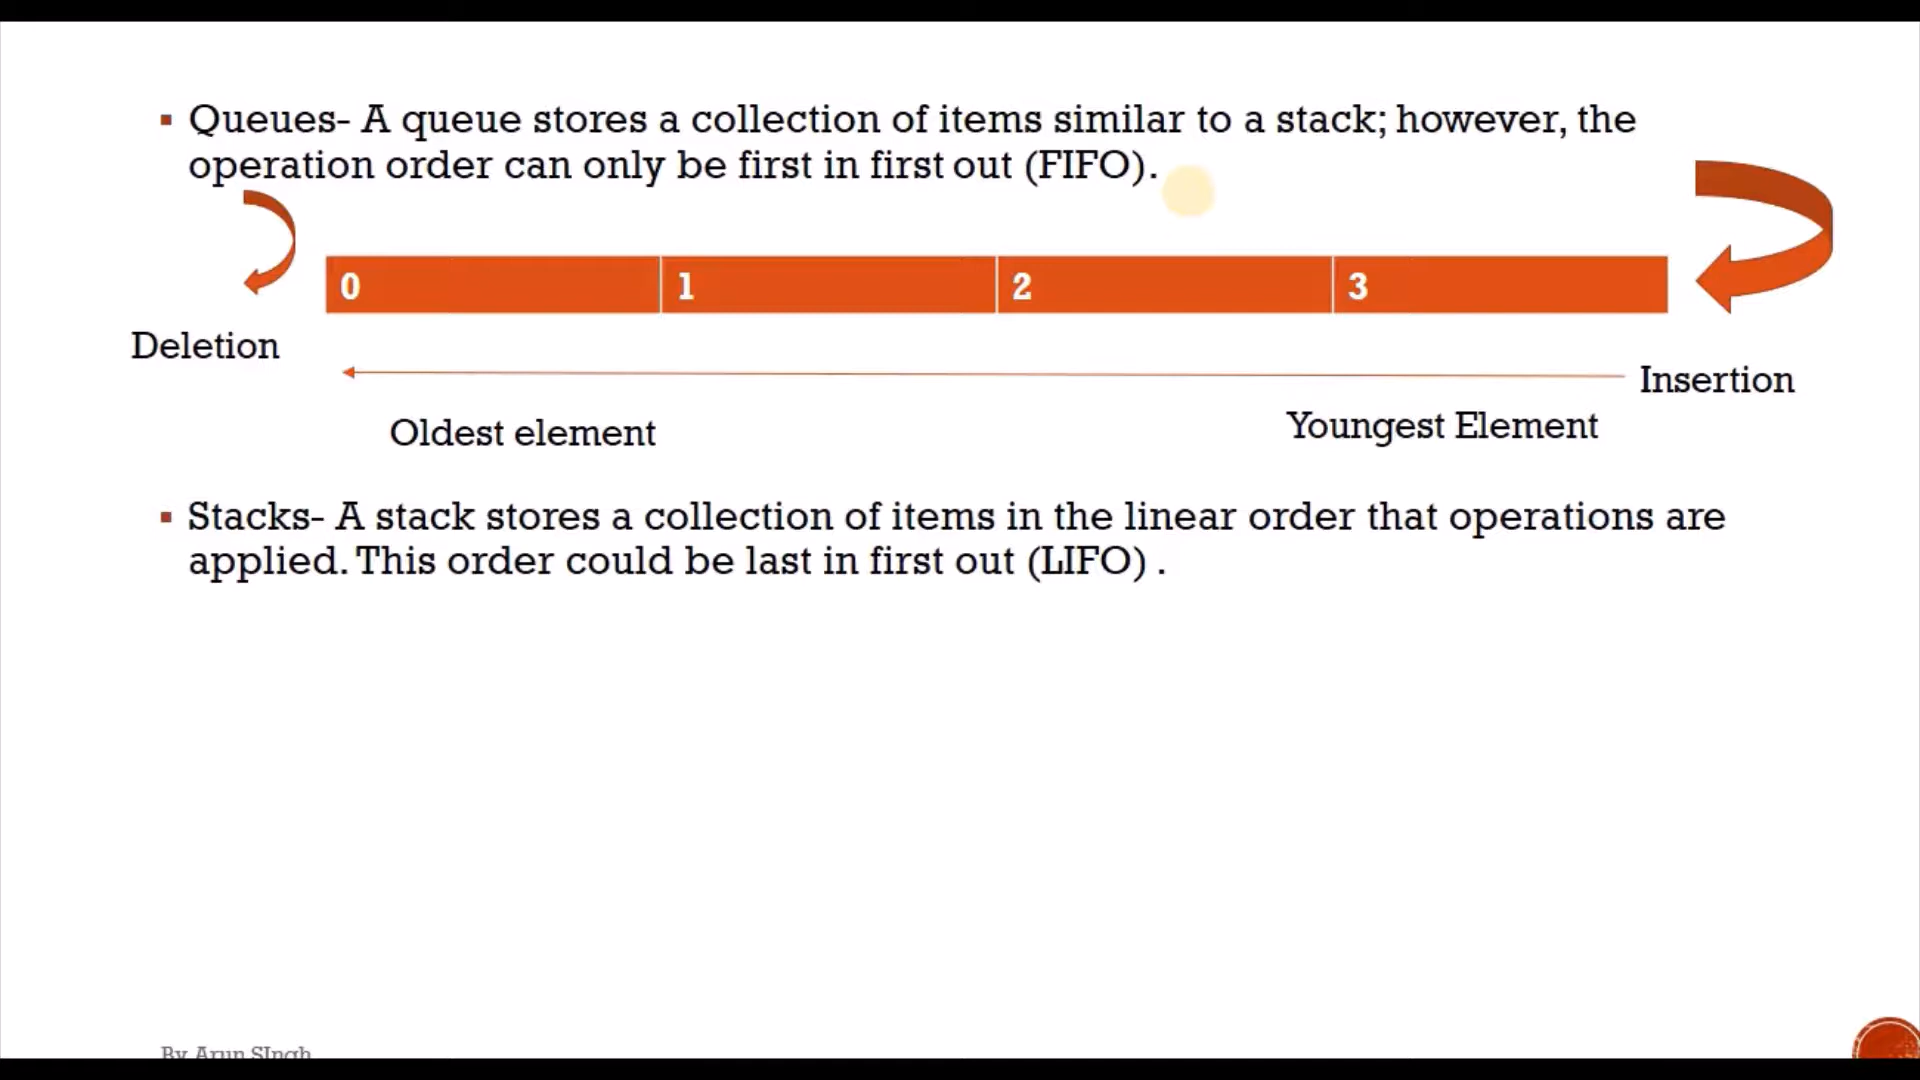 Queues- A queue stores a collection of items similar to a stack; however, the
operation order can only be first in first out (FIFO).
0 1 2 3
Deletion
Insertion
Oldest element
Youngest Element
Stacks- A stack stores a collection of items in the linear order that operations are
applied. This order could be last in first out (LIFO) .
By Arun SIngh